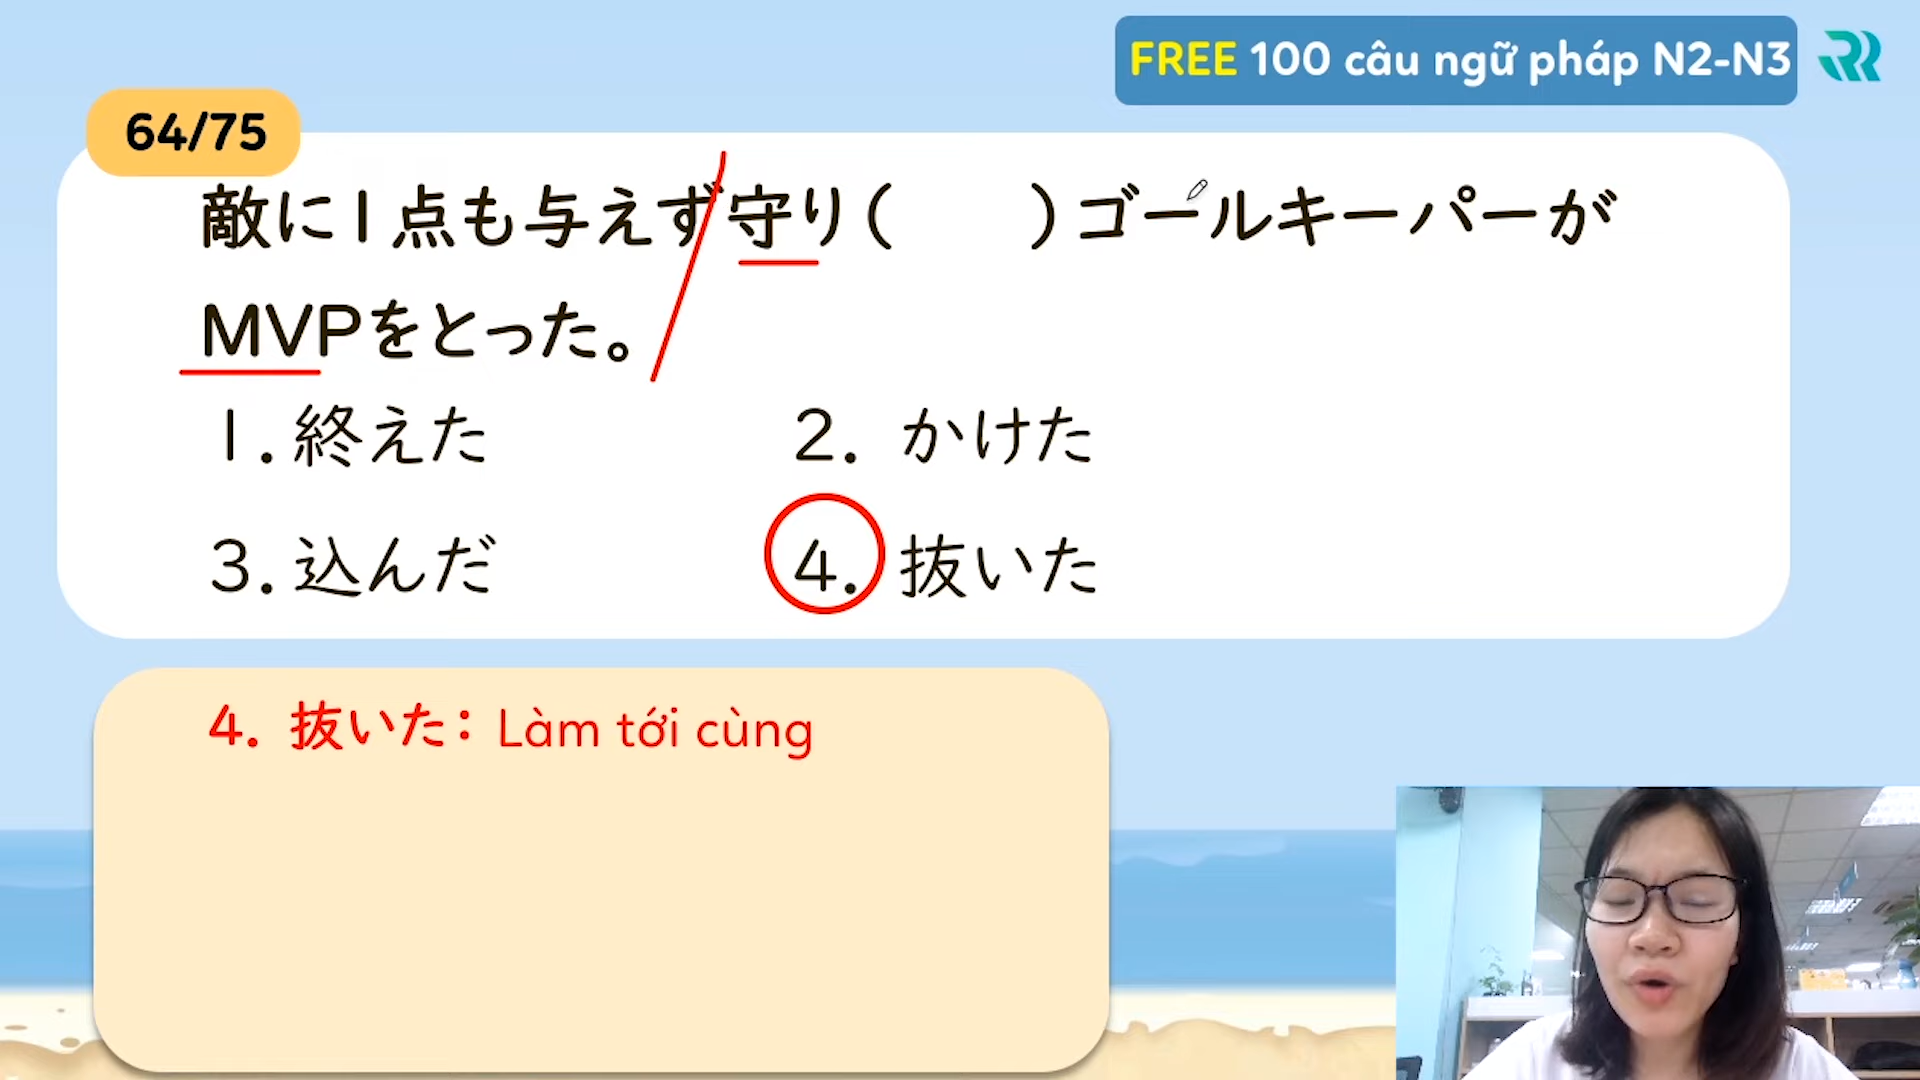 FREE 100 câu ngữ pháp N2-N3
64/75
敵に1点も与えず守り(　　)ゴールキーパーが
MVPをとった。
1. 終えた
2. かけた
3. 込んだ
4. 抜いた
4. 抜いた: Làm tới cùng